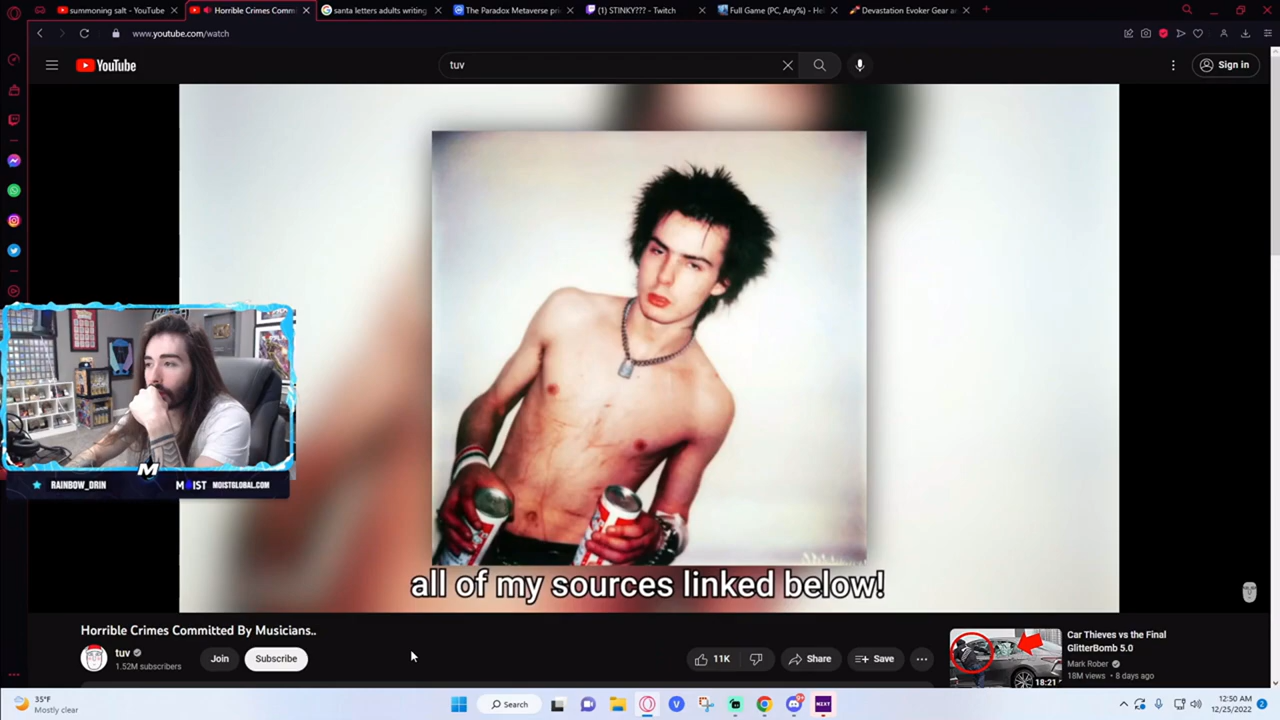 summoning salt - YouTube
Horrible Crimes Comm
santa letters adults writing
The Paradox Metaverse pri
(1) STINKY!?! - Twitch
Full Game (PC, Any%) - Hel
Devastation Evoker Gear a
www.youtube.com/watch
YouTube
tuv
Sign in
all of my sources linked below!
RAINBOW_DRIN
M
MOIST
MOISTGLOBAL.COM
Horrible Crimes Committed By Musicians..
tuv
1.52M subscribers
Join
Subscribe
11K
Share
Save
Car Thieves vs the Final
GlitterBomb 5.0
Mark Rober
18M views • 8 days ago
18:21
35°F
Mostly clear
Search
NEXT
12:50 AM
12/25/2022
2